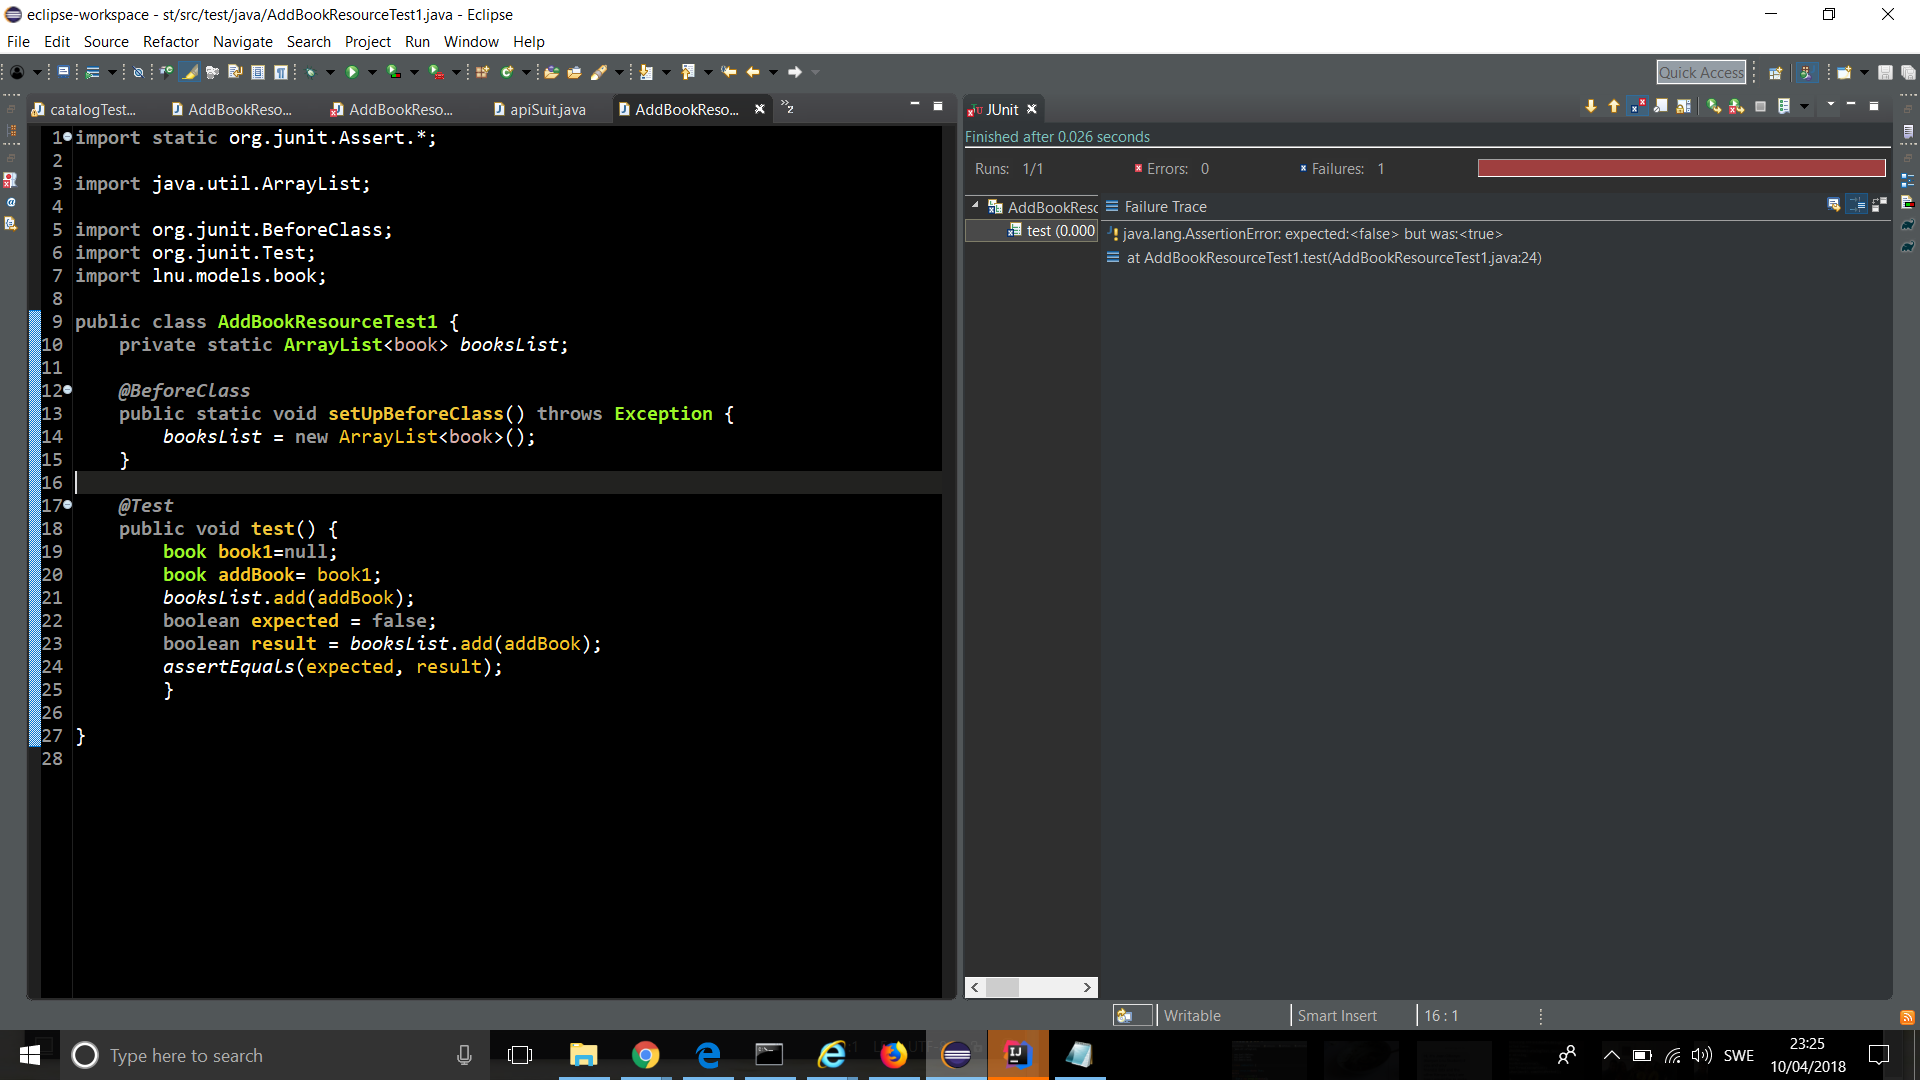 eclipse-workspace - st/src/test/java/AddBookResourceTest1.java - Eclipse
File Edit Source Refactor Navigate Search Project Run Window Help
Quick Access
catalogTest... AddBookReso... AddBookReso... apiSuit.java AddBookReso... 2
1 import static org.junit.Assert.*;
2
3 import java.util.ArrayList;
4
5 import org.junit.BeforeClass;
6 import org.junit.Test;
7 import lnu.models.book;
8
9 public class AddBookResourceTest1 {
10 private static ArrayList<book> booksList;
11
12 @BeforeClass
13 public static void setUpBeforeClass() throws Exception {
14 booksList = new ArrayList<book>();
15 }
16
17 @Test
18 public void test() {
19 book book1=null;
20 book addBook= book1;
21 booksList.add(addBook);
22 boolean expected = false;
23 boolean result = booksList.add(addBook);
24 assertEquals(expected, result);
25 }
26
27 }
28
JUnit
Finished after 0.026 seconds
Runs: 1/1 Errors: 0 Failures: 1
AddBookReso
test (0.000
Failure Trace
java.lang.AssertionError: expected:<false> but was:<true>
at AddBookResourceTest1.test(AddBookResourceTest1.java:24)
Writable Smart Insert 16 : 1
Type here to search
SWE
23:25
10/04/2018